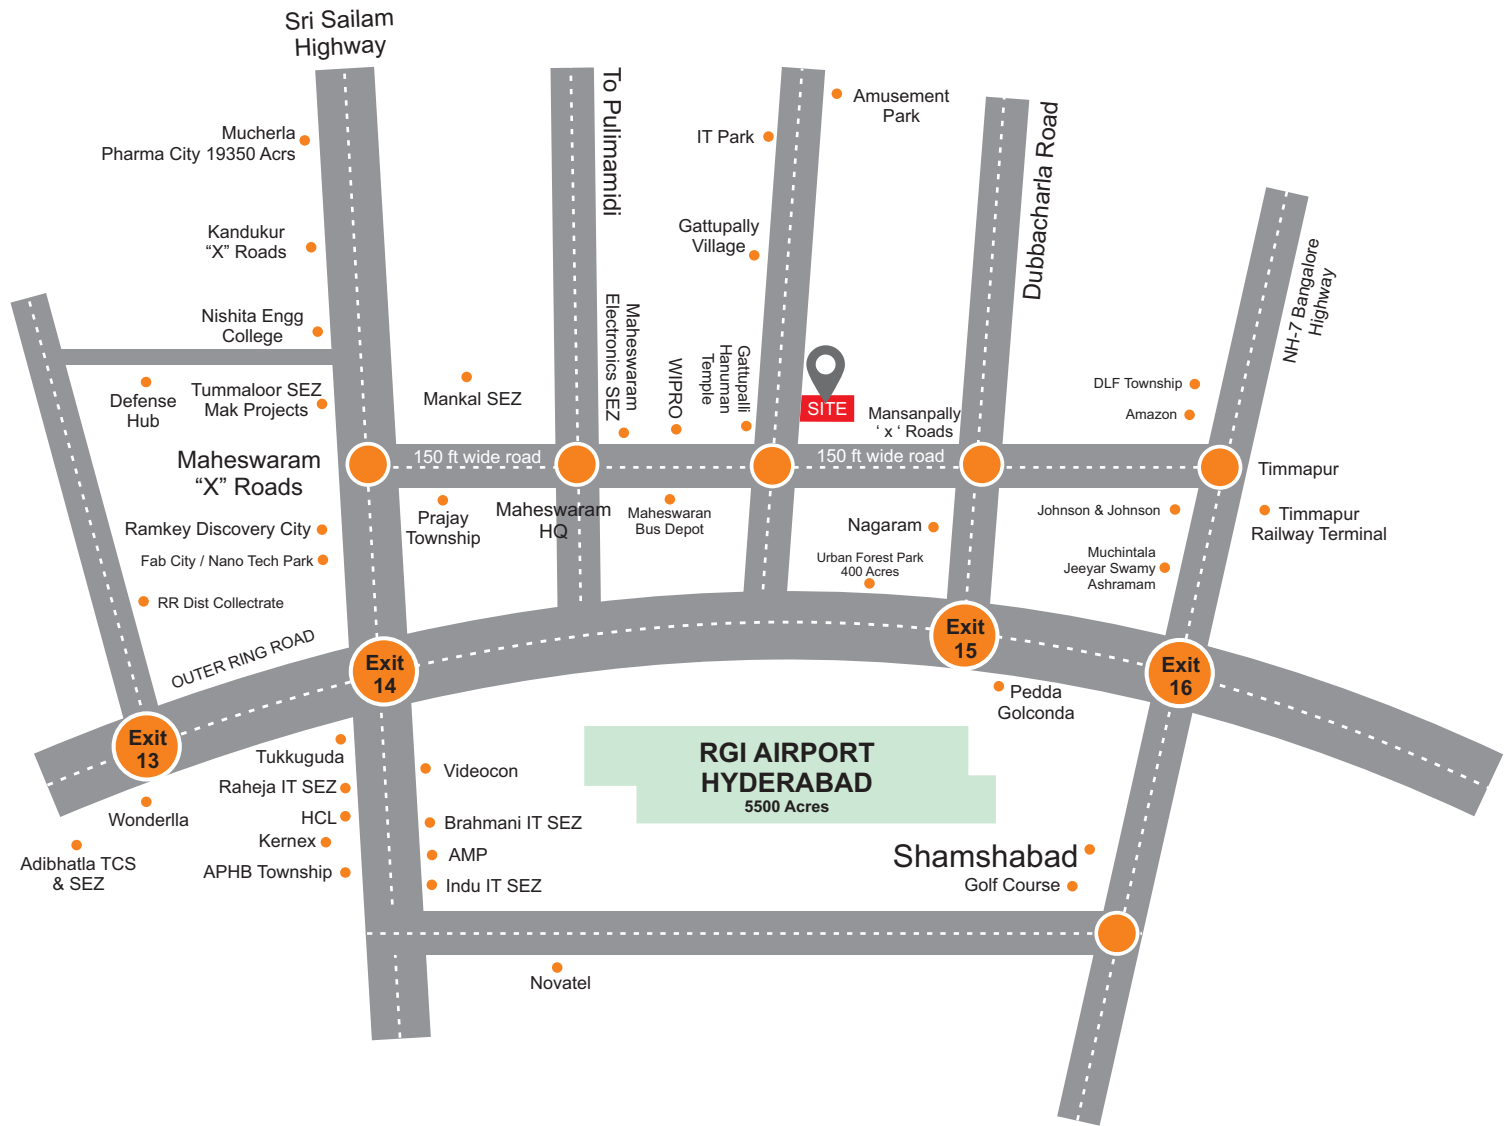 Sri Sailam
Highway
To Pulimamidi
Amusement
Park
IT Park
Dubbacharla Road
Mucherla
Pharma City 19350 Acrs
Kandukur
“X” Roads
Gattupally
Village
NH-7 Bangalore
Highway
Nishita Engg
College
Maheswaram
Electronics SEZ
WIPRO
Gattupalli
Hanuman
Temple
Defense
Hub
Tummaloor SEZ
Mak Projects
Mankal SEZ
SITE
Mansanpally
‘ x ‘ Roads
DLF Township
Amazon
Maheswaram
“X” Roads
150 ft wide road
150 ft wide road
Timmapur
Ramkey Discovery City
Fab City / Nano Tech Park
RR Dist Collectrate
Prajay
Township
Maheswaram
HQ
Maheswaran
Bus Depot
Nagaram
Urban Forest Park
400 Acres
Johnson & Johnson
Timmapur
Railway Terminal
Muchintala
Jeeyar Swamy
Ashramam
OUTER RING ROAD
Exit
13
Exit
14
Exit
15
Exit
16
Pedda
Golconda
Tukkuguda
Raheja IT SEZ
HCL
Kernex
APHB Township
Wonderlla
Adibhatla TCS
& SEZ
Videocon
Brahmani IT SEZ
AMP
Indu IT SEZ
RGI AIRPORT
HYDERABAD
5500 Acres
Shamshabad
Golf Course
Novatel